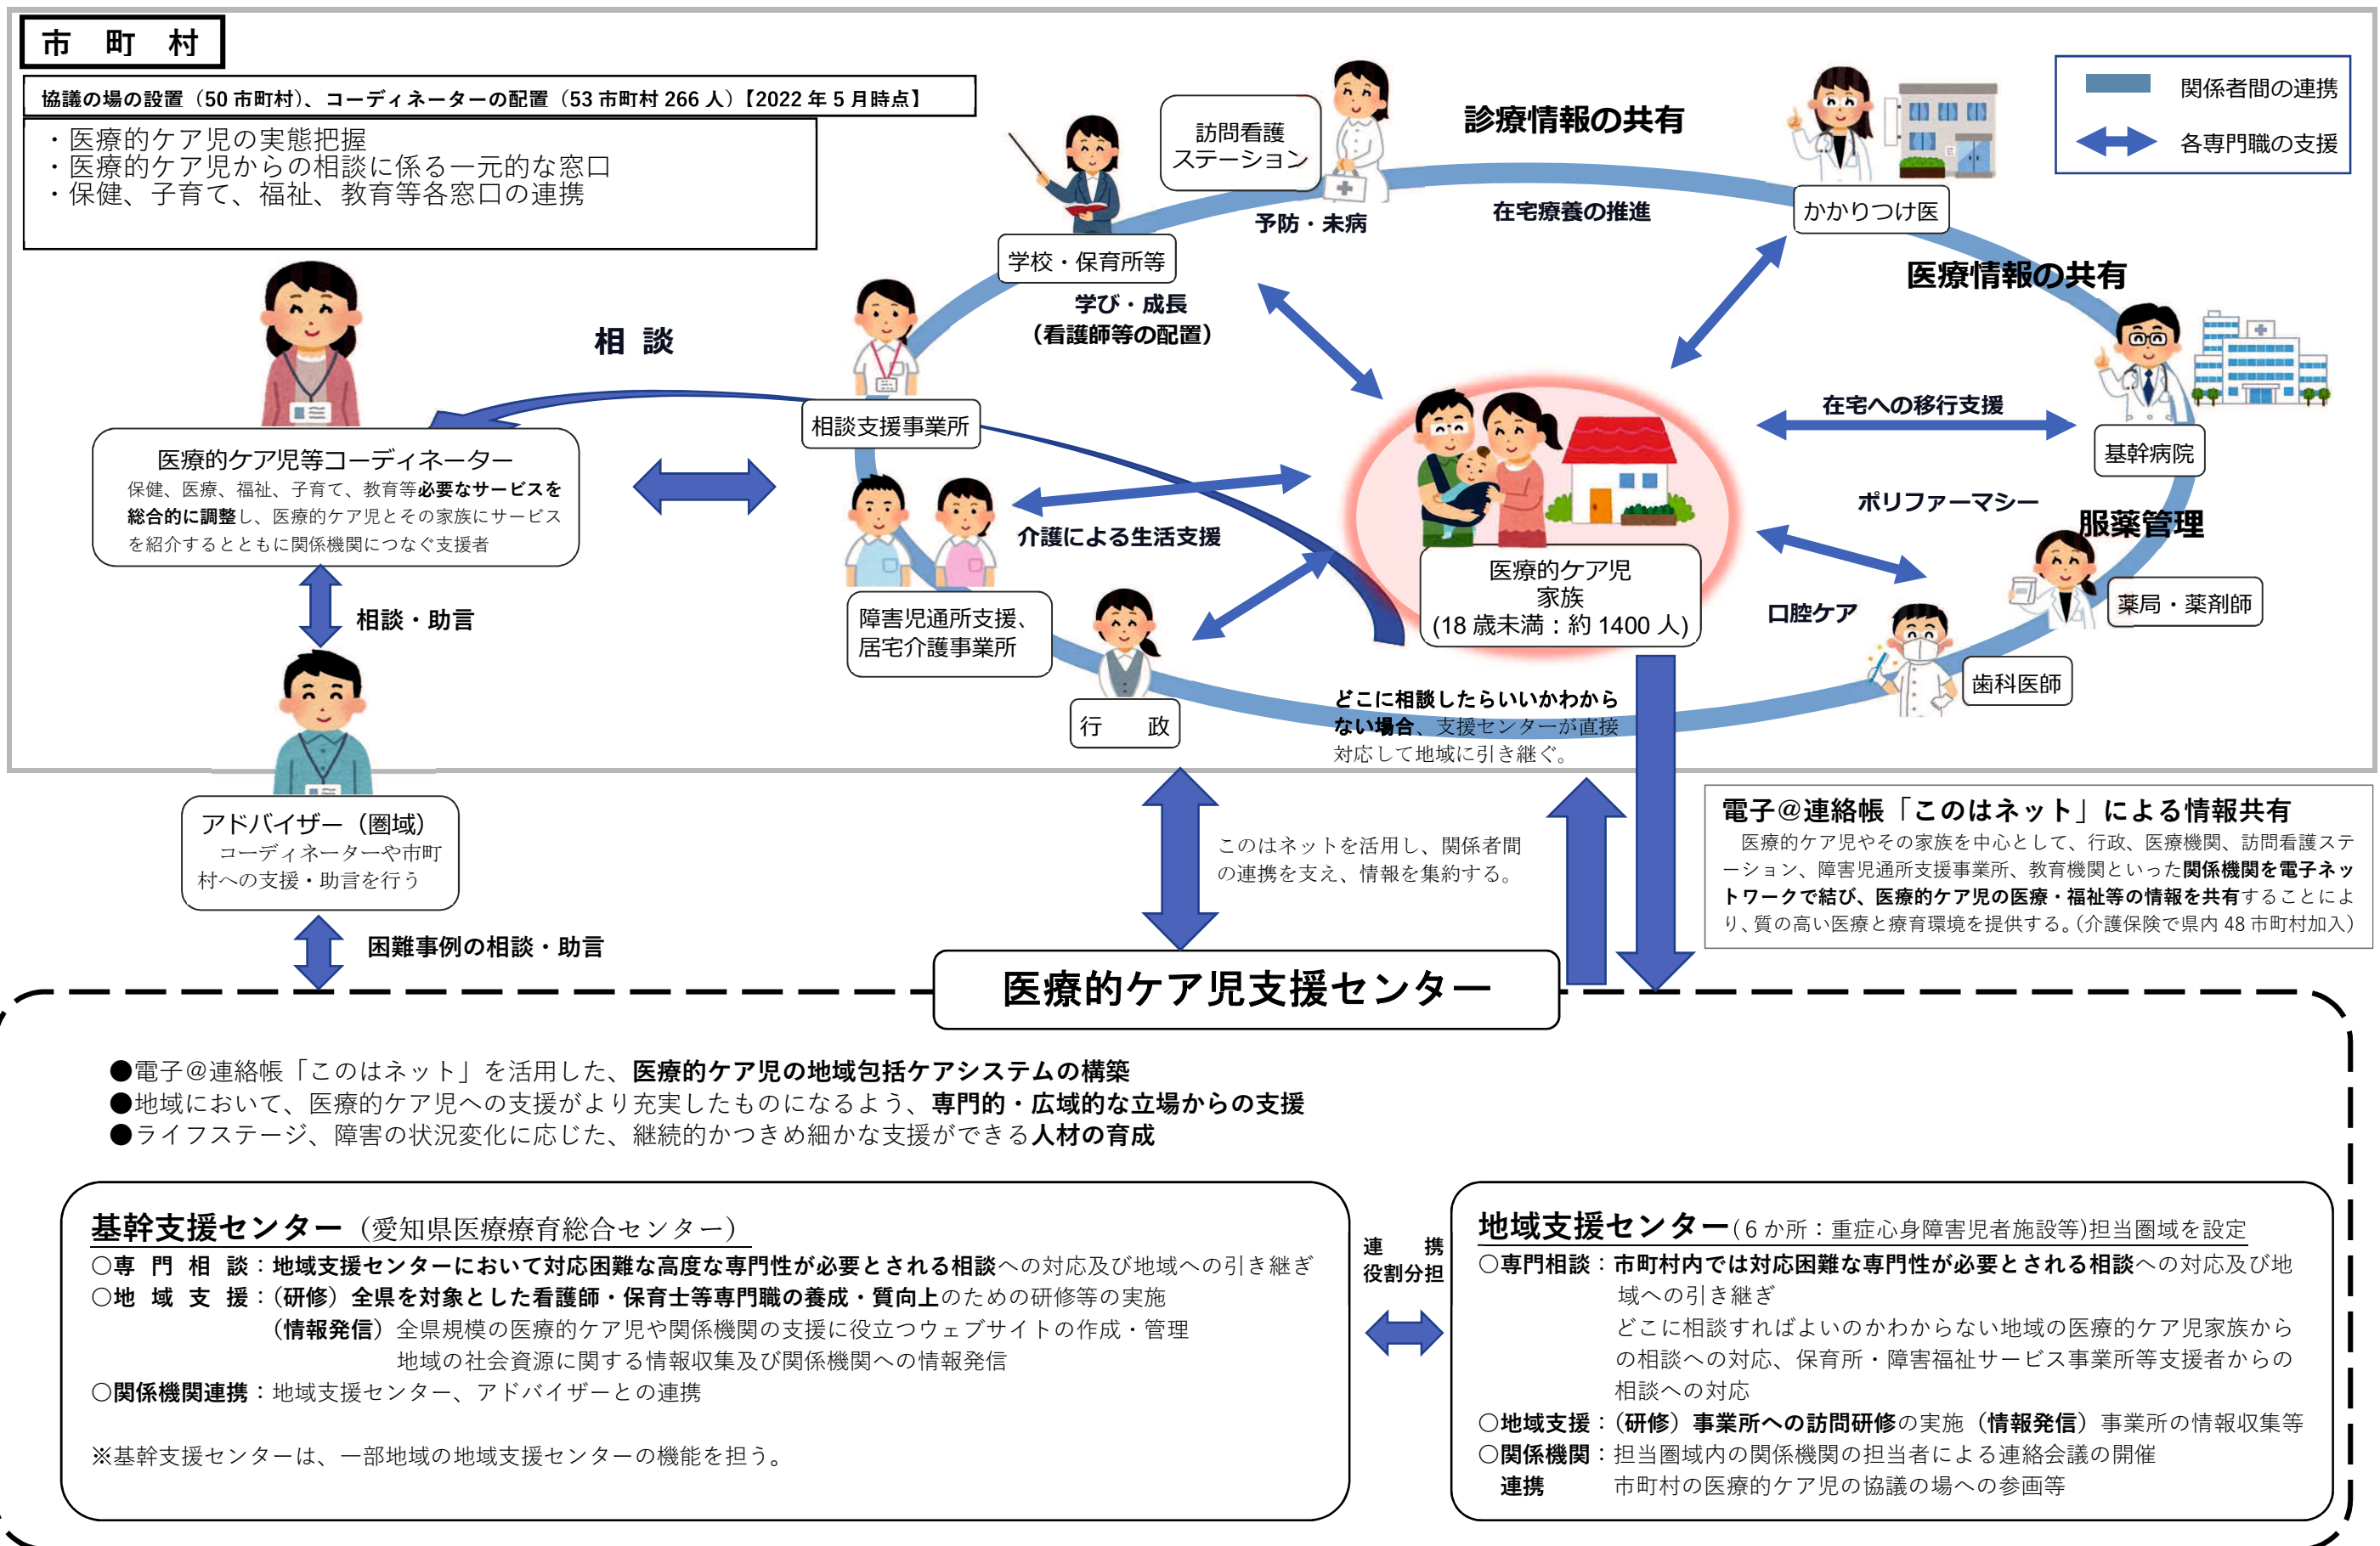 市　町　村
協議の場の設置（50 市町村）、コーディネーターの配置（53 市町村 266 人）【2022 年 5 月時点】
・医療的ケア児の実態把握
・医療的ケア児からの相談に係る一元的な窓口
・保健、子育て、福祉、教育等各窓口の連携
関係者間の連携
各専門職の支援
訪問看護
ステーション
診療情報の共有
かかりつけ医
予防・未病
在宅療養の推進
学校・保育所等
学び・成長
（看護師等の配置）
医療情報の共有
相 談
相談支援事業所
在宅への移行支援
基幹病院
医療的ケア児等コーディネーター
保健、医療、福祉、子育て、教育等必要なサービスを
総合的に調整し、医療的ケア児とその家族にサービス
を紹介するとともに関係機関につなぐ支援者
介護による生活支援
ポリファーマシー
服薬管理
医療的ケア児
家族
(18 歳未満：約 1400 人)
障害児通所支援、
居宅介護事業所
口腔ケア
薬局・薬剤師
歯科医師
相談・助言
行　　政
どこに相談したらいいかわから
ない場合、支援センターが直接
対応して地域に引き継ぐ。
アドバイザー（圏域）
コーディネーターや市町
村への支援・助言を行う
このはネットを活用し、関係者間
の連携を支え、情報を集約する。
電子＠連絡帳「このはネット」による情報共有
医療的ケア児やその家族を中心として、行政、医療機関、訪問看護ステ
ーション、障害児通所支援事業所、教育機関といった関係機関を電子ネッ
トワークで結び、医療的ケア児の医療・福祉等の情報を共有することによ
り、質の高い医療と療育環境を提供する。（介護保険で県内 48 市町村加入）
困難事例の相談・助言
医療的ケア児支援センター
●電子＠連絡帳「このはネット」を活用した、医療的ケア児の地域包括ケアシステムの構築
●地域において、医療的ケア児への支援がより充実したものになるよう、専門的・広域的な立場からの支援
●ライフステージ、障害の状況変化に応じた、継続的かつきめ細かな支援ができる人材の育成
基幹支援センター（愛知県医療療育総合センター）
○専　門　相　談：地域支援センターにおいて対応困難な高度な専門性が必要とされる相談への対応及び地域への引き継ぎ
○地　域　支　援：（研修）全県を対象とした看護師・保育士等専門職の養成・質向上のための研修等の実施
（情報発信）全県規模の医療的ケア児や関係機関の支援に役立つウェブサイトの作成・管理
地域の社会資源に関する情報収集及び関係機関への情報発信
○関係機関連携：地域支援センター、アドバイザーとの連携
※基幹支援センターは、一部地域の地域支援センターの機能を担う。
連　　携
役割分担
地域支援センター（６か所：重症心身障害児者施設等)担当圏域を設定
○専門相談：市町村内では対応困難な専門性が必要とされる相談への対応及び地
域への引き継ぎ
どこに相談すればよいのかわからない地域の医療的ケア児家族から
の相談への対応、保育所・障害福祉サービス事業所等支援者からの
相談への対応
○地域支援：（研修）事業所への訪問研修の実施（情報発信）事業所の情報収集等
○関係機関：担当圏域内の関係機関の担当者による連絡会議の開催
連携　　　市町村の医療的ケア児の協議の場への参画等